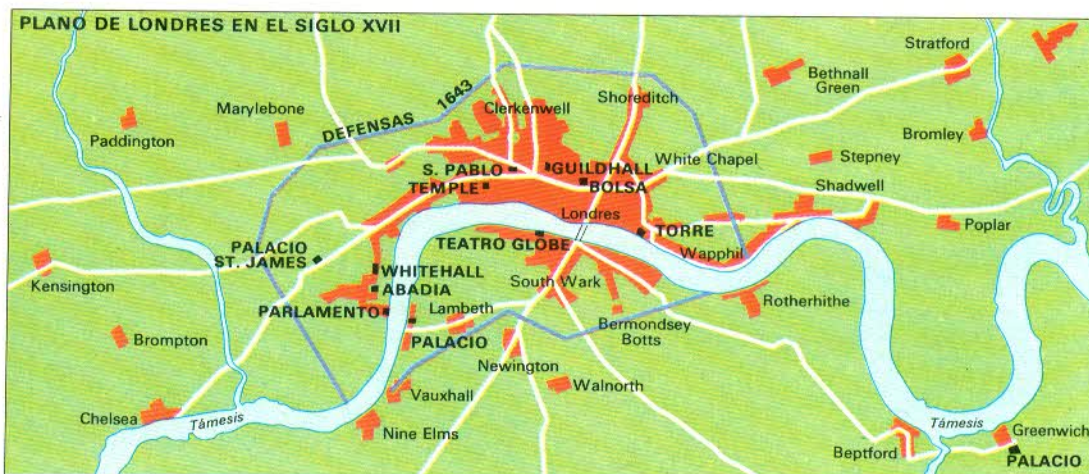 PLANO DE LONDRES EN EL SIGLO XVII
Stratford
Bethnall
Green
Marylebone
DEFENSAS 1643
Clerkenwell
Shoreditch
Paddington
Bromley
White Chapel
Stepney
S. PABLO
GUILDHALL
TEMPLE
BOLSA
Shadwell
Londres
Poplar
TEATRO GLOBE
TORRE
Wapphil
PALACIO
ST. JAMES
WHITEHALL
ABADIA
Kensington
South Wark
PARLAMENTO
Lambeth
Rotherhithe
Bermondsey
Botts
Brompton
PALACIO
Newington
Walnorth
Vauxhall
Chelsea
Támesis
Nine Elms
Támesis
Greenwich
Beptford
PALACIO